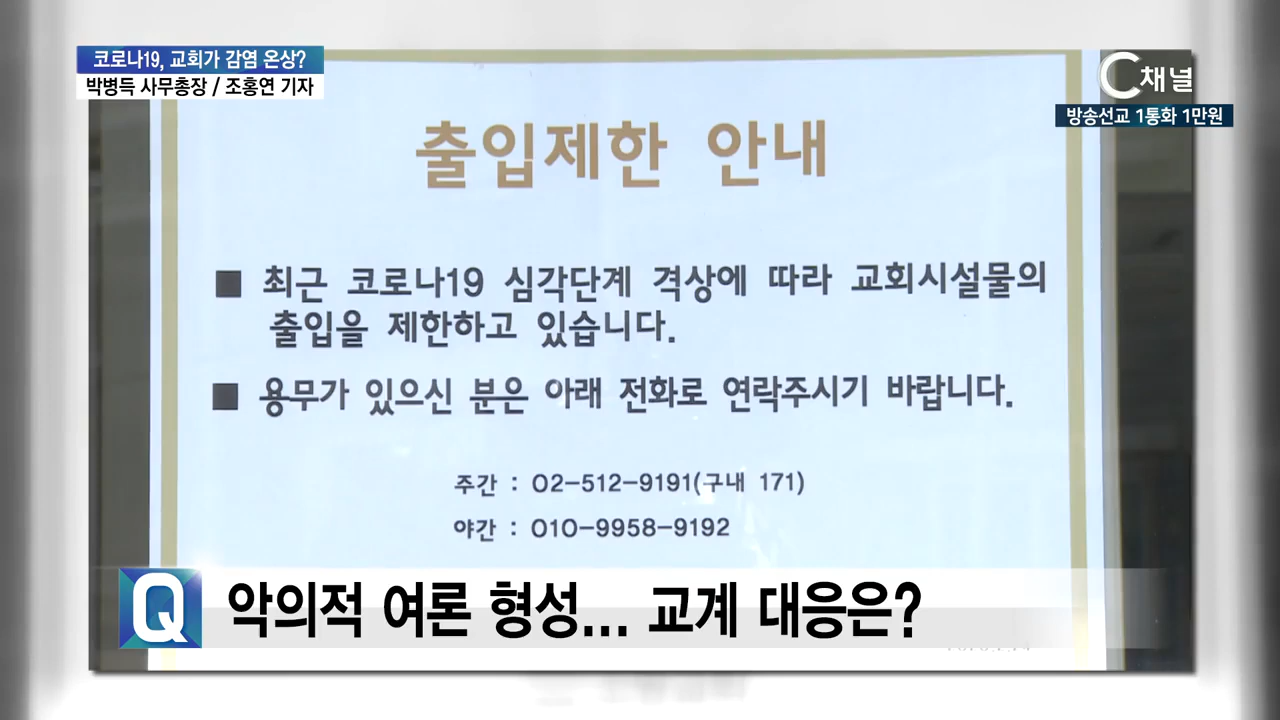 코로나19, 교회가 감염 온상?
박병득 사무총장 / 조홍연 기자
C채널
방송선교 1통화 1만원
출입제한 안내
■ 최근 코로나19 심각단계 격상에 따라 교회시설물의
출입을 제한하고 있습니다.
■ 용무가 있으신 분은 아래 전화로 연락주시기 바랍니다.
주간 : 02-512-9191(구내 171)
야간 : 010-9958-9192
Q 악의적 여론 형성... 교계 대응은?